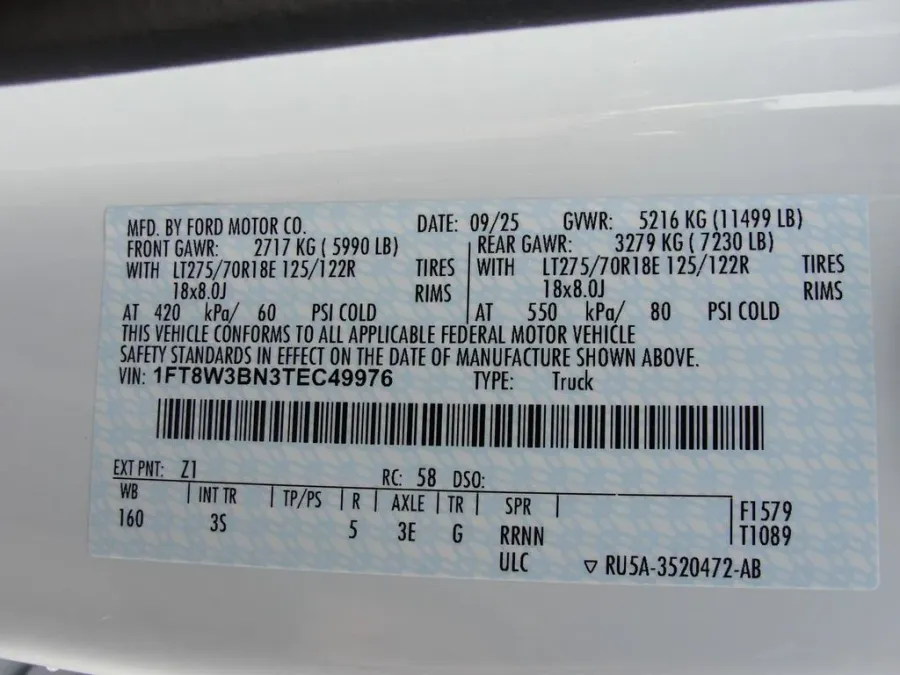 MFD. BY FORD MOTOR CO. DATE: 09/25 GVWR: 5216 KG (11499 LB)
FRONT GAWR: 2717 KG ( 5990 LB) REAR GAWR: 3279 KG ( 7230 LB)
WITH LT275/70R18E 125/122R TIRES WITH LT275/70R18E 125/122R TIRES
18x8.0J RIMS 18x8.0J RIMS
AT 420 kPa/ 60 PSI COLD AT 550 kPa/ 80 PSI COLD
THIS VEHICLE CONFORMS TO ALL APPLICABLE FEDERAL MOTOR VEHICLE
SAFETY STANDARDS IN EFFECT ON THE DATE OF MANUFACTURE SHOWN ABOVE.
VIN: 1FT8W3BN3TEC49976 TYPE: Truck
EXT PNT: Z1 RC: 58 DSO:
WB INT TR TP/PS R AXLE TR SPR F1579
160 3S 5 3E G RRNN T1089
ULC ▽ RU5A-3520472-AB